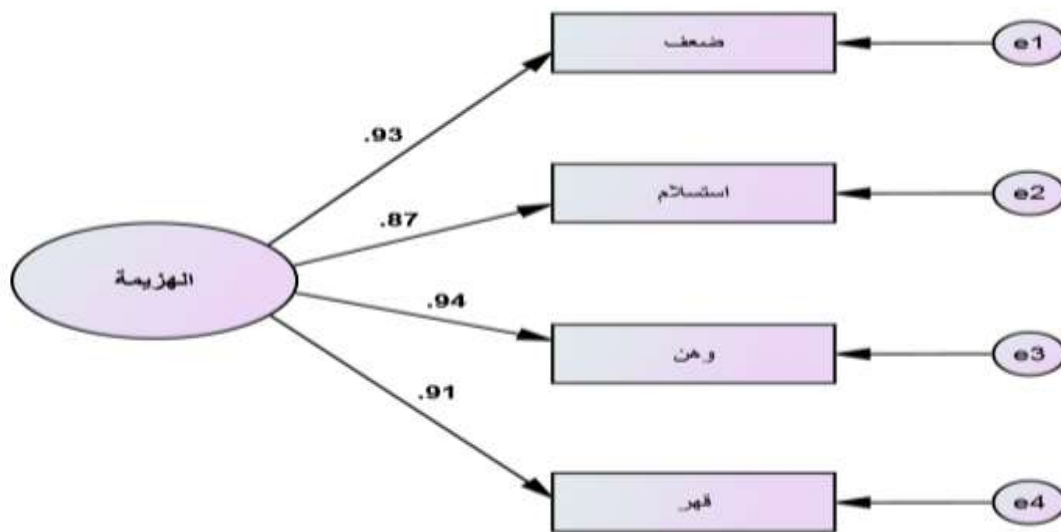 ضعف
e1
.93
استسلام
e2
.87
الهزيمة
.94
وهن
e3
.91
قهر
e4